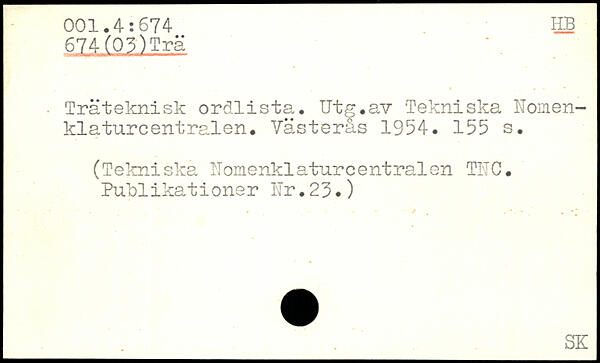 001.4:674 HB
674(03)Trä
Träteknisk ordlista. Utg.av Tekniska Nomen-
klaturcentralen. Västerås 1954. 155 s.
(Tekniska Nomenklaturcentralen TNC.
Publikationer Nr.23.)
SK